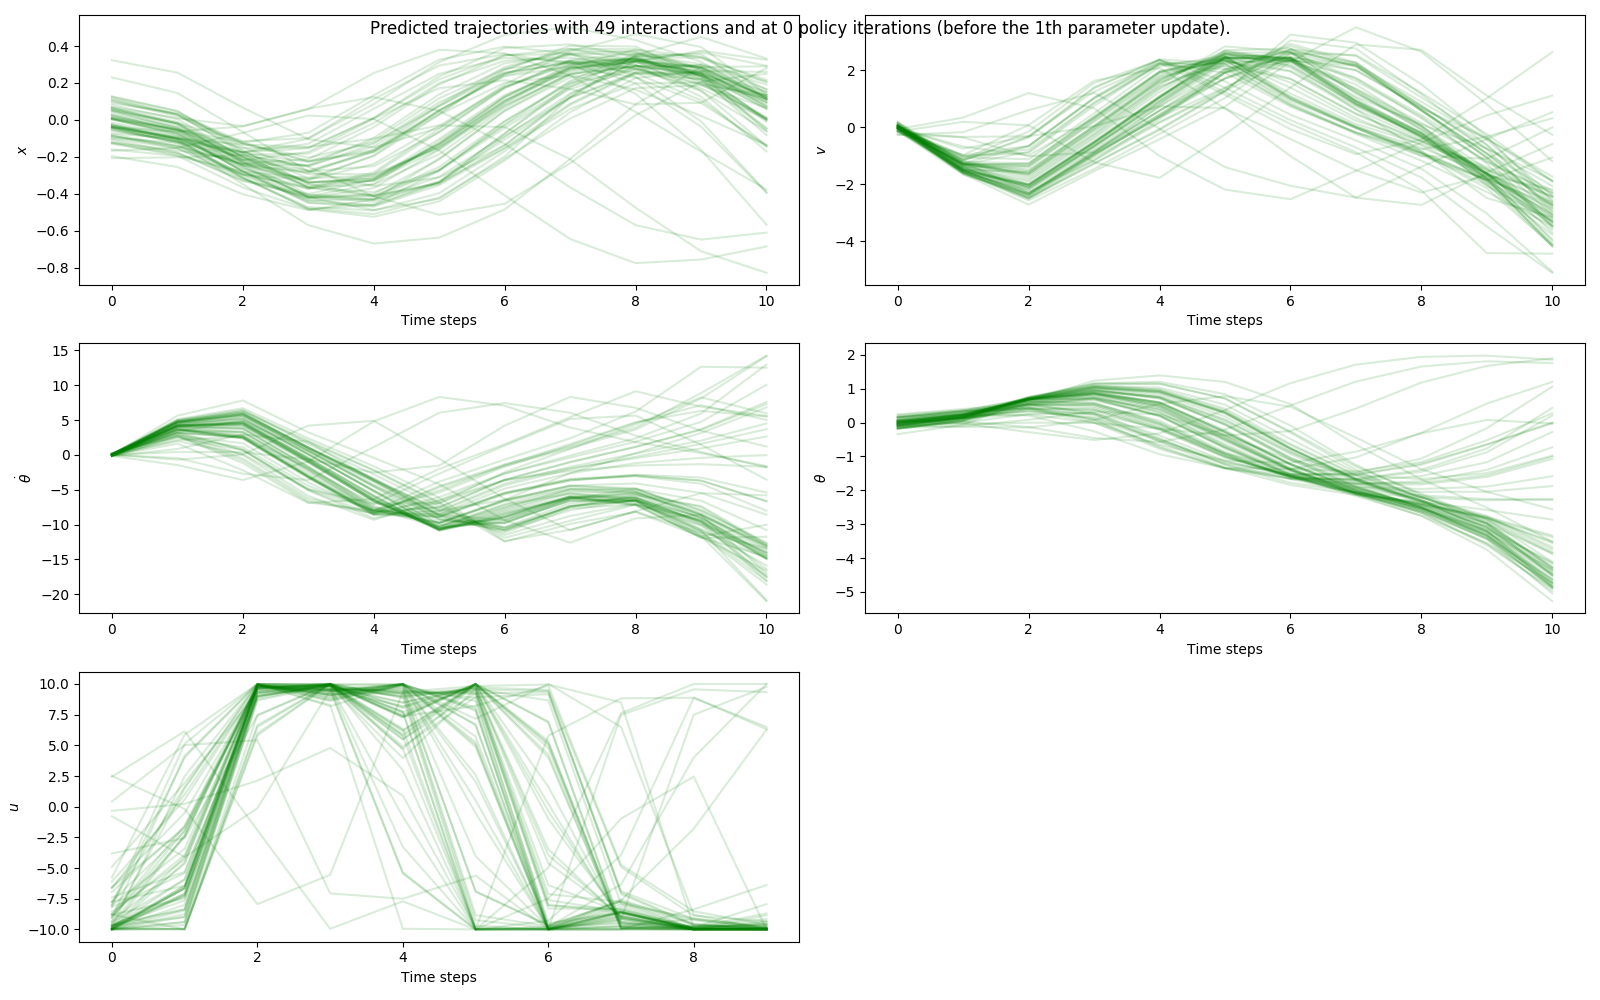 Predicted trajectories with 49 interactions and at 0 policy iterations (before the 1th parameter update).
0.4
0.2
0.0
−0.2
−0.4
−0.6
−0.8
x
0 2 4 6 8 10
Time steps
2
0
−2
−4
v
0 2 4 6 8 10
Time steps
15
10
5
0
−5
−10
−15
−20
θ̇
0 2 4 6 8 10
Time steps
2
1
0
−1
−2
−3
−4
−5
θ
0 2 4 6 8 10
Time steps
10.0
7.5
5.0
2.5
0.0
−2.5
−5.0
−7.5
−10.0
u
0 2 4 6 8
Time steps